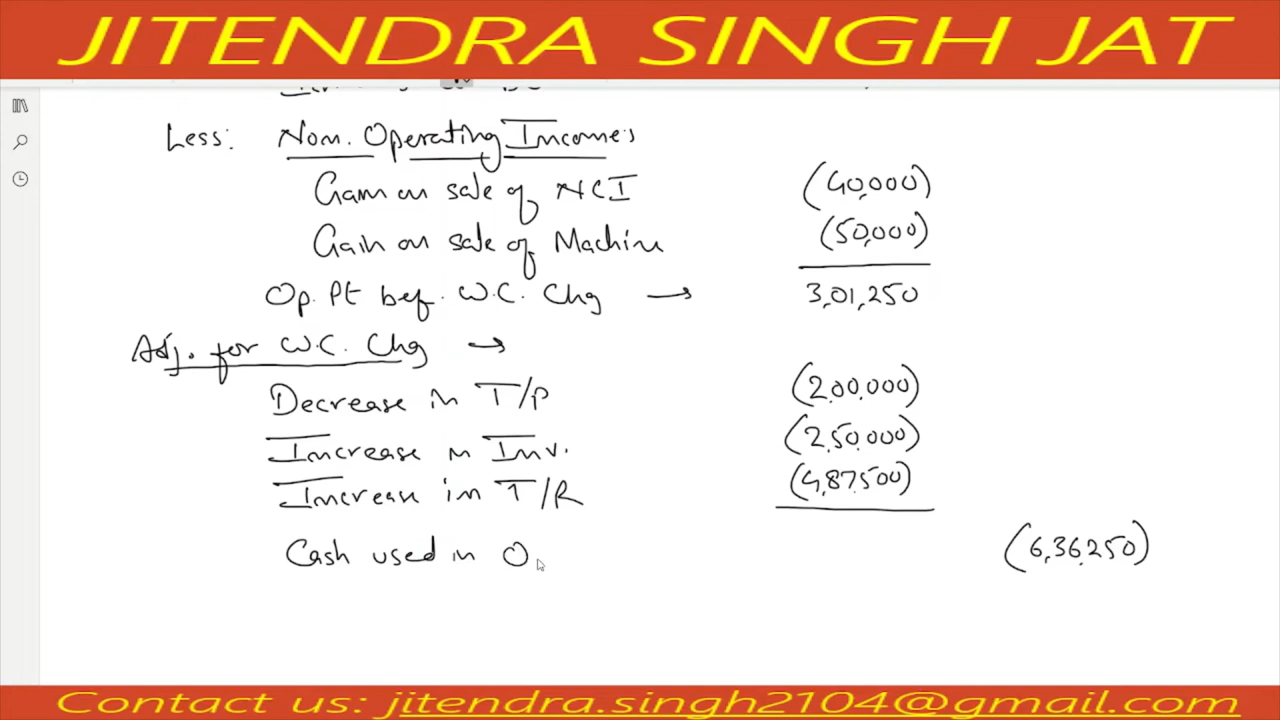 JITENDRA SINGH JAT
Less: Non. Operating Incomes
Gain on sale of NCI (40,000)
Gain on sale of Machine (50,000)
Op. Pt bef. W.C. Chg → 3,01,250
Adj. for W.C. Chg →
Decrease in T/P (2,00,000)
Increase in Inv. (2,50,000)
Increase in T/R (4,87,500)
Cash used in O (6,36,250)
Contact us: jitendra.singh2104@gmail.com